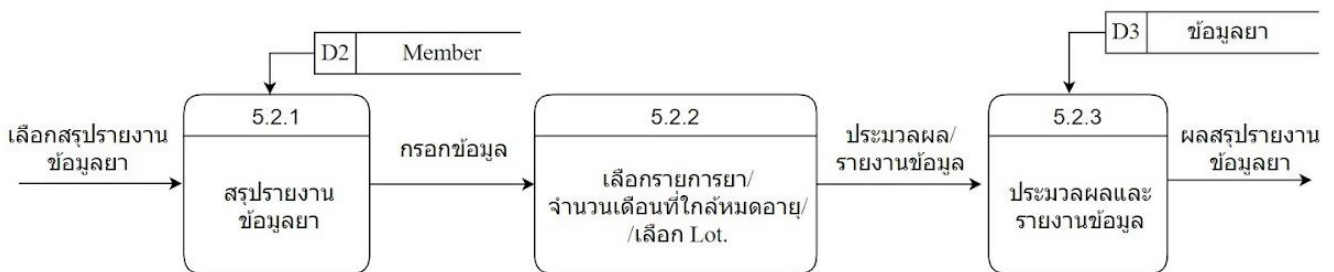 D2 Member
D3 ข้อมูลยา
เลือกสรุปรายงาน
ข้อมูลยา
5.2.1
สรุปรายงาน
ข้อมูลยา
กรอกข้อมูล
5.2.2
เลือกรายการยา/
จำนวนเดือนที่ใกล้หมดอายุ/
/เลือก Lot.
ประมวลผล/
รายงานข้อมูล
5.2.3
ประมวลผลและ
รายงานข้อมูล
ผลสรุปรายงาน
ข้อมูลยา